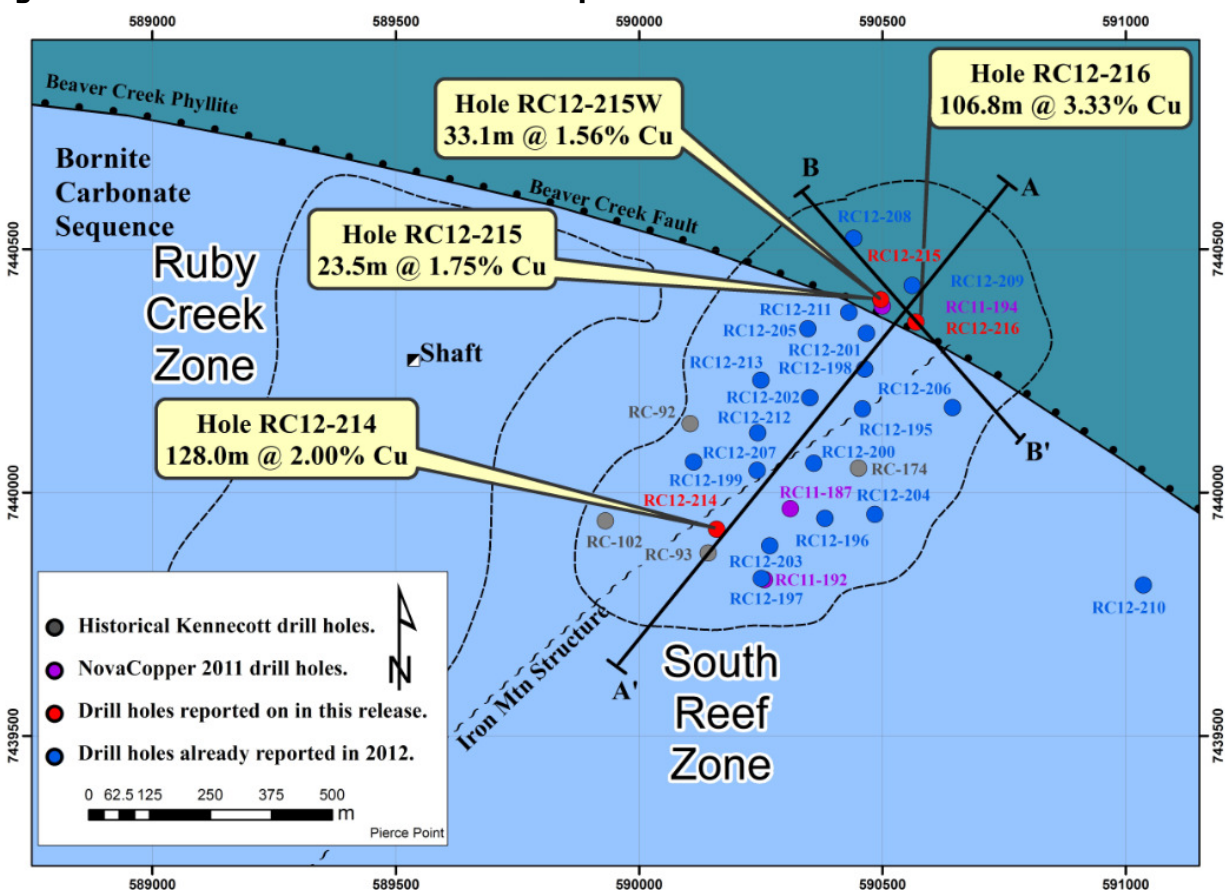 589000 589500 590000 590500 591000
7440500
7440000
7439500
7440500
7440000
7439500
Beaver Creek Phyllite
Bornite
Carbonate
Sequence
Beaver Creek Fault
Hole RC12-215W
33.1m @ 1.56% Cu
Hole RC12-216
106.8m @ 3.33% Cu
Hole RC12-215
23.5m @ 1.75% Cu
Hole RC12-214
128.0m @ 2.00% Cu
Ruby
Creek
Zone
Shaft
B
A
RC12-208
RC12-215
RC12-209
RC12-211
RC11-194
RC12-205
RC12-216
RC12-201
RC12-213
RC12-198
RC12-202
RC12-206
RC-92
RC12-212
RC12-195
B'
RC12-207
RC12-200
RC-174
RC12-199
RC12-214
RC11-187
RC12-204
RC-102
RC-93
RC12-196
RC12-203
RC11-192
RC12-197
RC12-210
A'
Iron Mtn Structure
South
Reef
Zone
Historical Kennecott drill holes.
NovaCopper 2011 drill holes.
Drill holes reported on in this release.
Drill holes already reported in 2012.
N
0 62.5 125 250 375 500
m
Pierce Point
589000 589500 590000 590500 591000